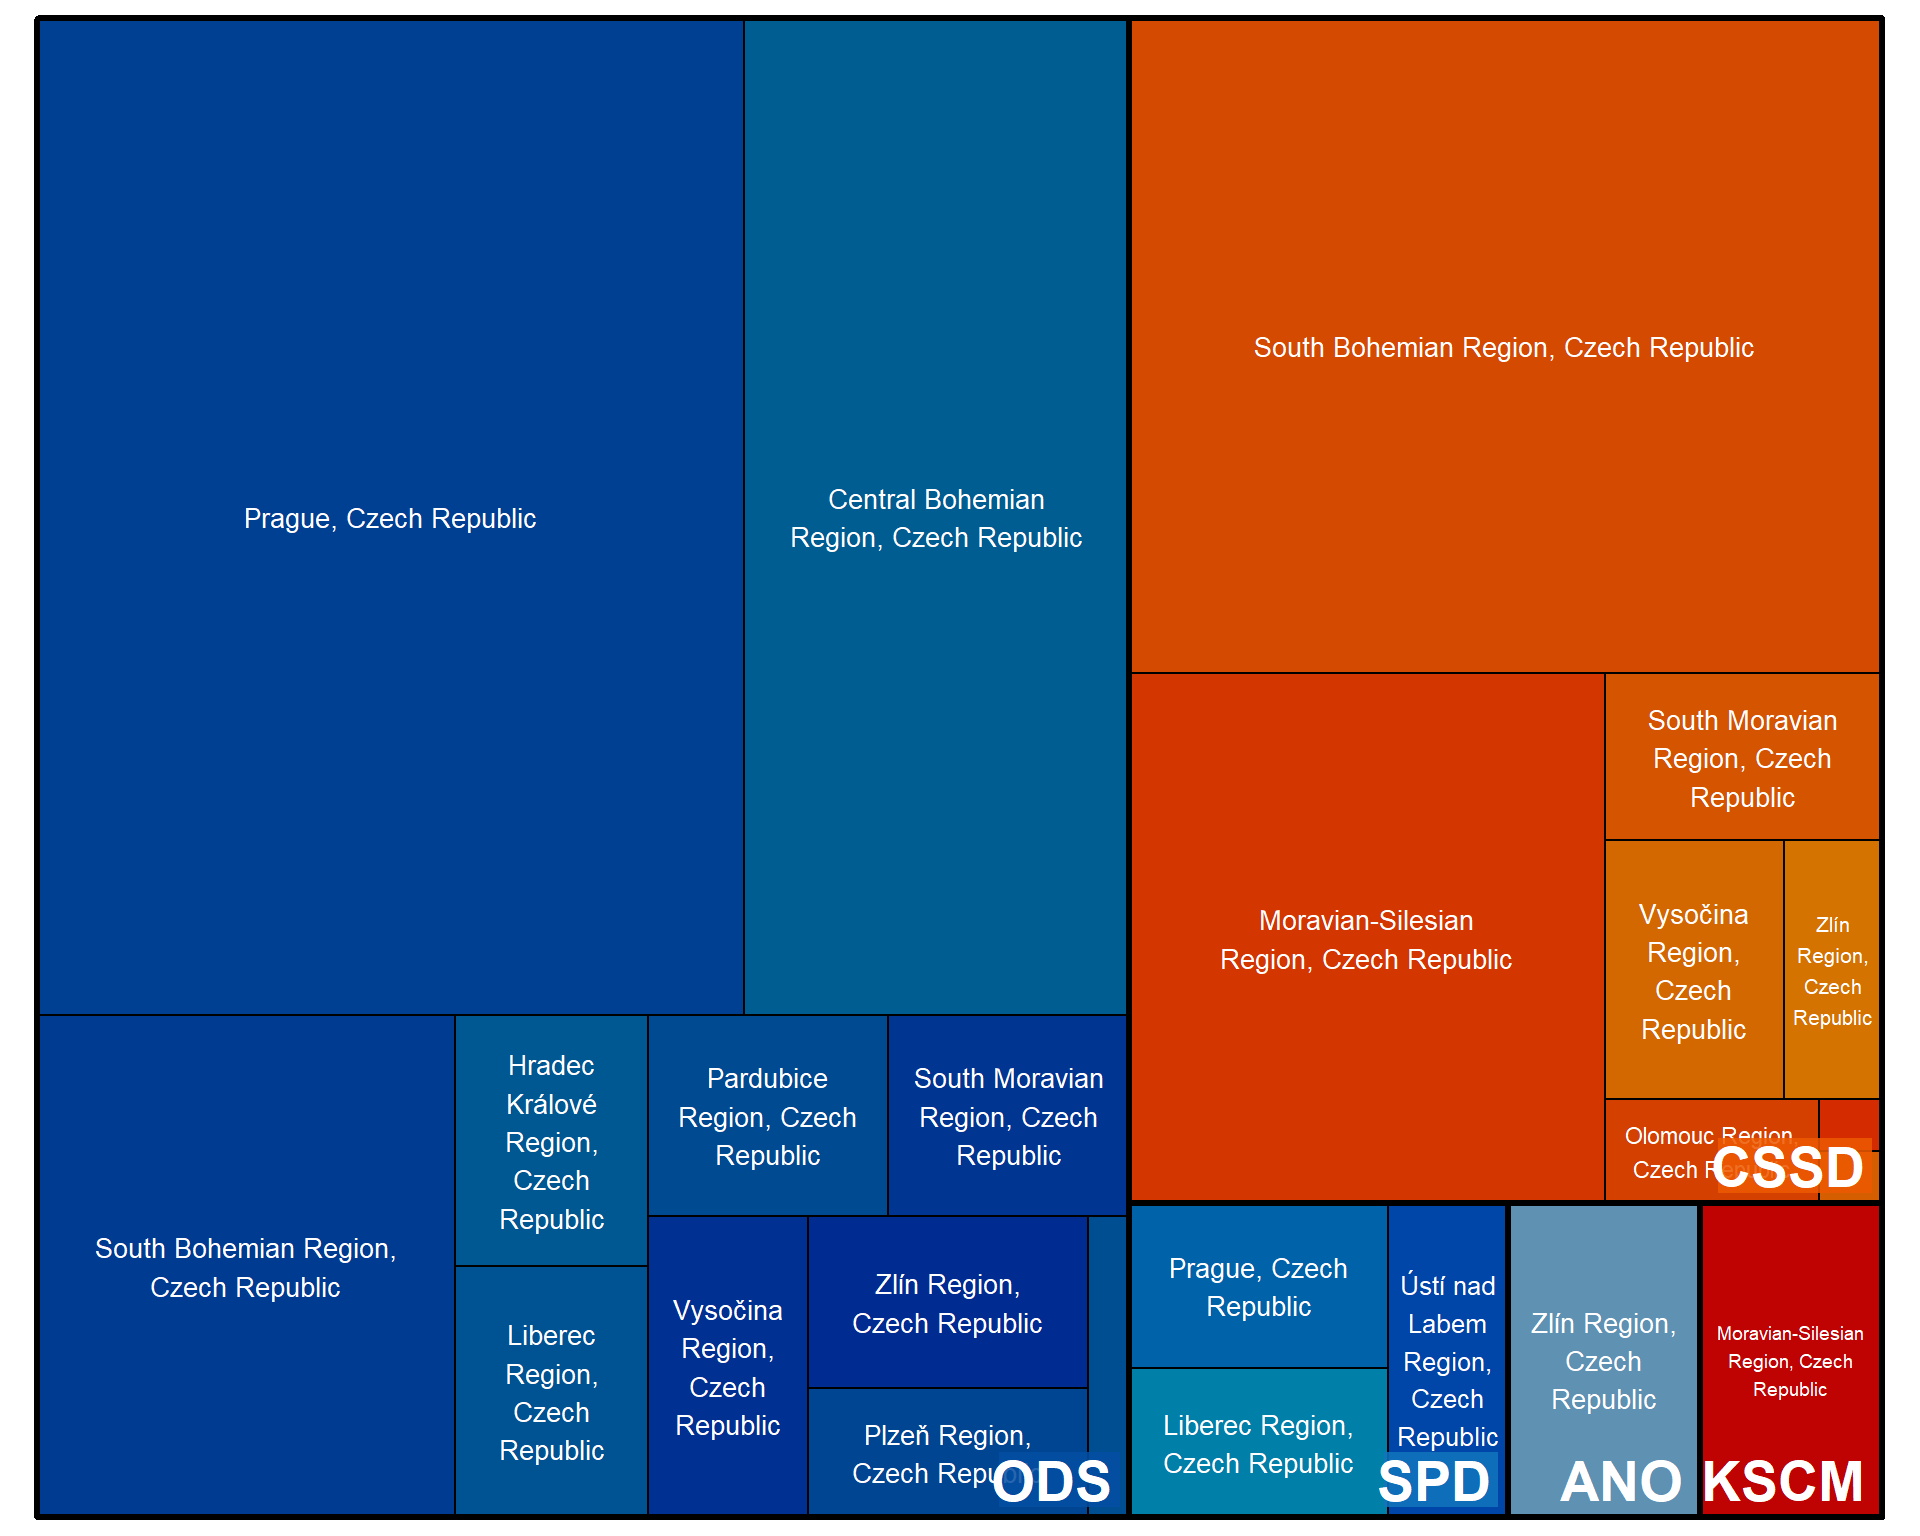 Prague, Czech Republic
Central Bohemian
Region, Czech Republic
South Bohemian Region,
Czech Republic
Hradec
Králové
Region,
Czech
Republic
Liberec
Region,
Czech
Republic
Pardubice
Region, Czech
Republic
South Moravian
Region, Czech
Republic
Vysočina
Region,
Czech
Republic
Zlín Region,
Czech Republic
Plzeň Region,
Czech Republic
ODS
South Bohemian Region, Czech Republic
Moravian-Silesian
Region, Czech Republic
South Moravian
Region, Czech
Republic
Vysočina
Region,
Czech
Republic
Zlín
Region,
Czech
Republic
Olomouc Region,
Czech Republic
CSSD
Prague, Czech
Republic
Liberec Region,
Czech Republic
Ústí nad
Labem
Region,
Czech
Republic
SPD
Zlín Region,
Czech
Republic
ANO
Moravian-Silesian
Region, Czech
Republic
KSCM